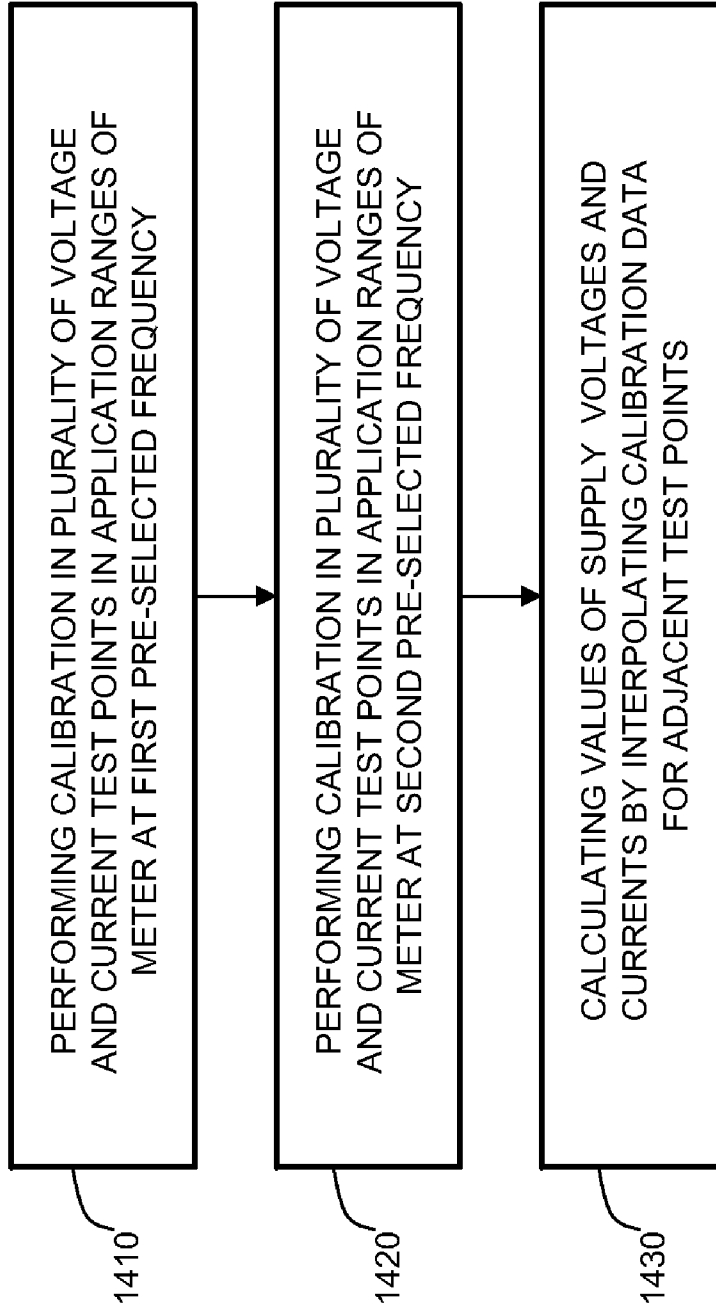 1410
PERFORMING CALIBRATION IN PLURALITY OF VOLTAGE
AND CURRENT TEST POINTS IN APPLICATION RANGES OF
METER AT FIRST PRE-SELECTED FREQUENCY
1420
PERFORMING CALIBRATION IN PLURALITY OF VOLTAGE
AND CURRENT TEST POINTS IN APPLICATION RANGES OF
METER AT SECOND PRE-SELECTED FREQUENCY
1430
CALCULATING VALUES OF SUPPLY VOLTAGES AND
CURRENTS BY INTERPOLATING CALIBRATION DATA
FOR ADJACENT TEST POINTS